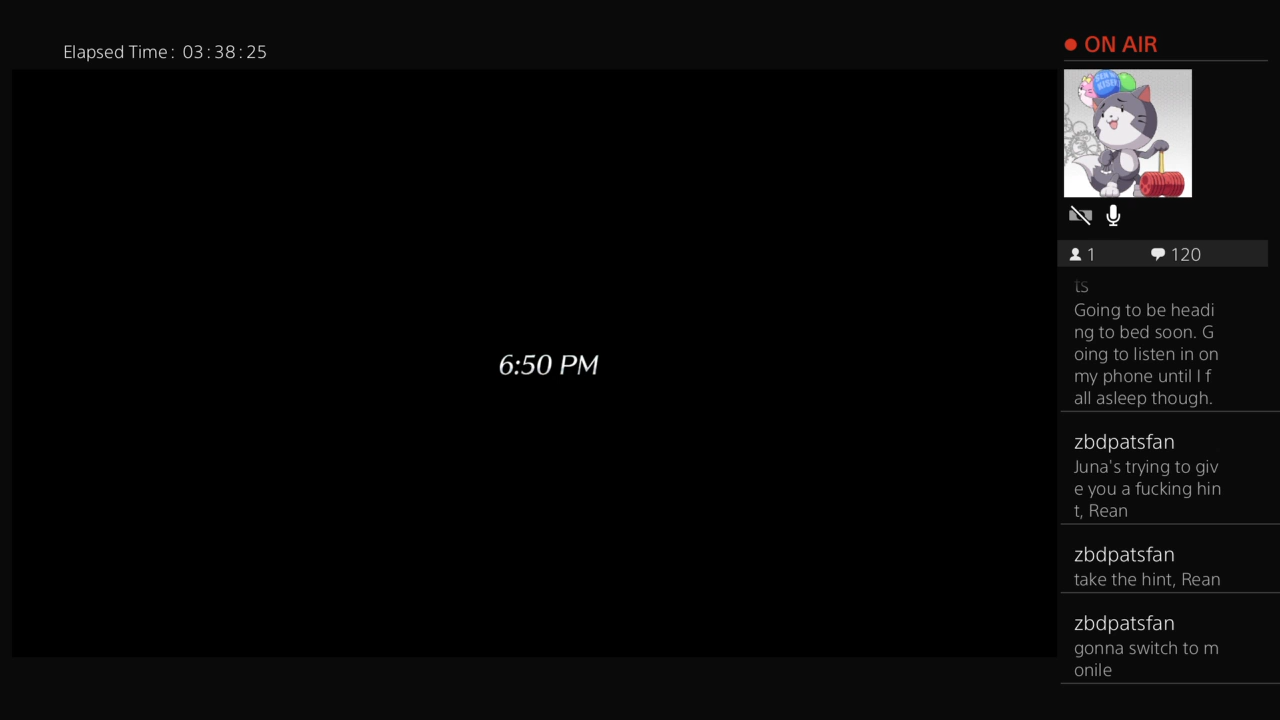 Elapsed Time: 03:38:25
ON AIR
1 120
6:50 PM
ts
Going to be headi
ng to bed soon. G
oing to listen in on
my phone until I f
all asleep though.
zbdpatsfan
Juna's trying to giv
e you a fucking hin
t, Rean
zbdpatsfan
take the hint, Rean
zbdpatsfan
gonna switch to m
onile